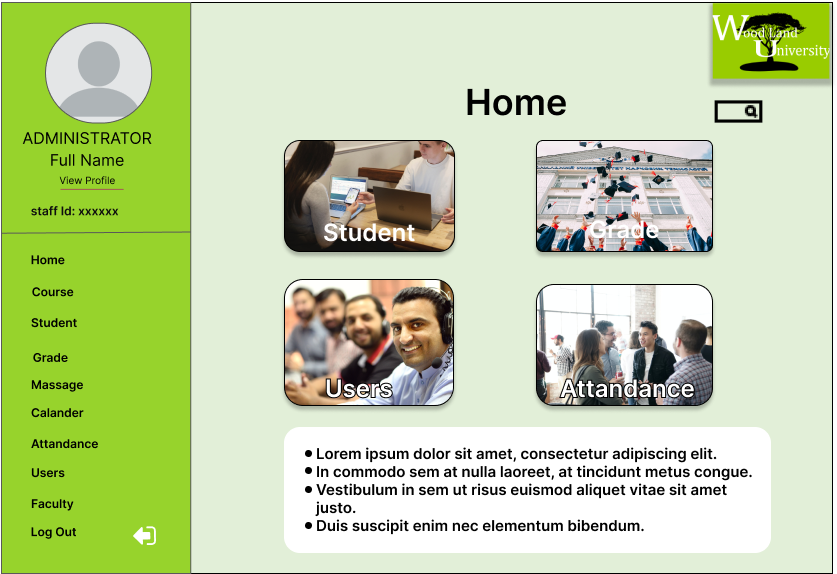 Wood Land
University
ADMINISTRATOR
Full Name
View Profile
staff Id: xxxxxx
Home
Course
Student
Grade
Massage
Calander
Attandance
Users
Faculty
Log Out
Home
Student
Grade
Users
Attandance
Lorem ipsum dolor sit amet, consectetur adipiscing elit.
In commodo sem at nulla laoreet, at tincidunt metus congue.
Vestibulum in sem ut risus euismod aliquet vitae sit amet
justo.
Duis suscipit enim nec elementum bibendum.